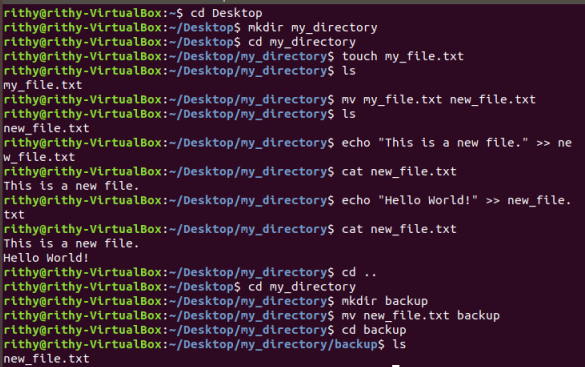 rithy@rithy-VirtualBox:~$ cd Desktop
rithy@rithy-VirtualBox:~/Desktop$ mkdir my_directory
rithy@rithy-VirtualBox:~/Desktop$ cd my_directory
rithy@rithy-VirtualBox:~/Desktop/my_directory$ touch my_file.txt
rithy@rithy-VirtualBox:~/Desktop/my_directory$ ls
my_file.txt
rithy@rithy-VirtualBox:~/Desktop/my_directory$ mv my_file.txt new_file.txt
rithy@rithy-VirtualBox:~/Desktop/my_directory$ ls
new_file.txt
rithy@rithy-VirtualBox:~/Desktop/my_directory$ echo "This is a new file." >> ne
w_file.txt
rithy@rithy-VirtualBox:~/Desktop/my_directory$ cat new_file.txt
This is a new file.
rithy@rithy-VirtualBox:~/Desktop/my_directory$ echo "Hello World!" >> new_file.
txt
rithy@rithy-VirtualBox:~/Desktop/my_directory$ cat new_file.txt
This is a new file.
Hello World!
rithy@rithy-VirtualBox:~/Desktop/my_directory$ cd ..
rithy@rithy-VirtualBox:~/Desktop$ cd my_directory
rithy@rithy-VirtualBox:~/Desktop/my_directory$ mkdir backup
rithy@rithy-VirtualBox:~/Desktop/my_directory$ mv new_file.txt backup
rithy@rithy-VirtualBox:~/Desktop/my_directory$ cd backup
rithy@rithy-VirtualBox:~/Desktop/my_directory/backup$ ls
new_file.txt